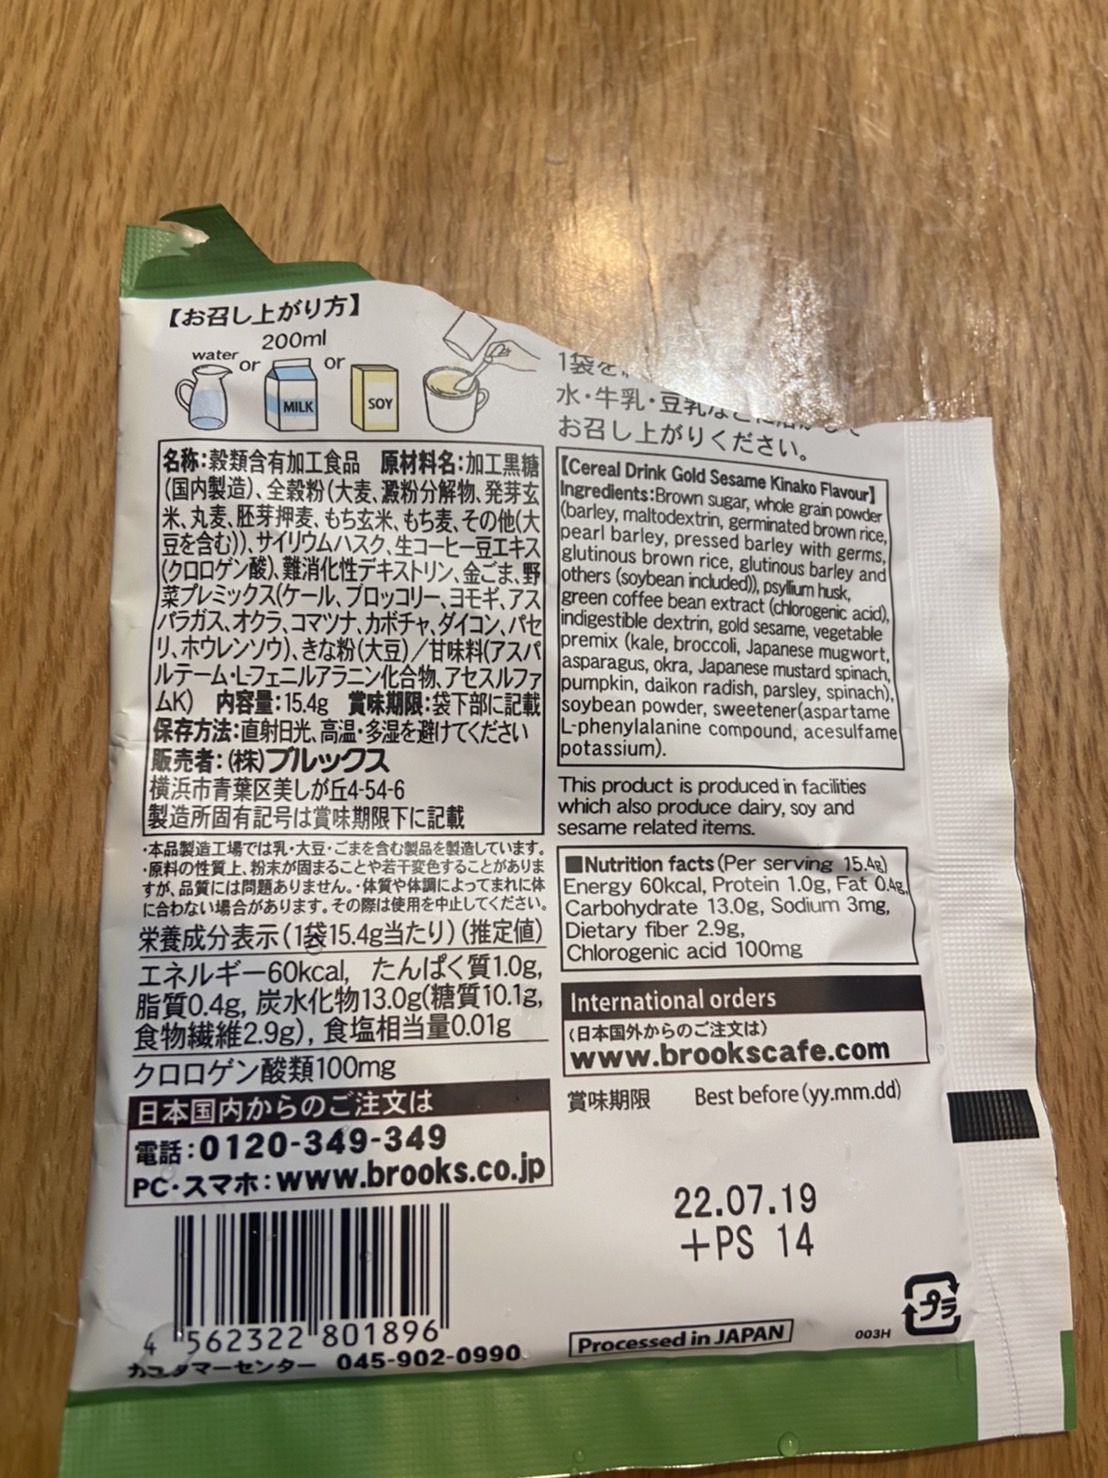 【お召し上がり方】
200ml
water or MILK or SOY
1袋を
水・牛乳・豆乳など
お召し上がりください。
名称:穀類含有加工食品 原材料名:加工黒糖
(国内製造)、全穀粉(大麦、澱粉分解物、発芽玄
米、丸麦、胚芽押麦、もち玄米、もち麦、その他(大
豆を含む))、サイリウムハスク、生コーヒー豆エキス
(クロロゲン酸)、難消化性デキストリン、金ごま、野
菜プレミックス(ケール、ブロッコリー、ヨモギ、アス
パラガス、オクラ、コマツナ、カボチャ、ダイコン、パセ
リ、ホウレンソウ)、きな粉(大豆)/甘味料(アスパ
ルテーム・L-フェニルアラニン化合物、アセスルファ
ムK) 内容量:15.4g 賞味期限:袋下部に記載
保存方法:直射日光、高温・多湿を避けてください
販売者:(株)ブルックス
横浜市青葉区美しが丘4-54-6
製造所固有記号は賞味期限下に記載
・本品製造工場では乳・大豆・ごまを含む製品を製造しています。
・原料の性質上、粉末が固まることや若干変色することがありま
すが、品質には問題ありません。・体質や体調によってまれに体
に合わない場合があります。その際は使用を中止してください。
栄養成分表示(1袋15.4g当たり)(推定値)
エネルギー60kcal, たんぱく質1.0g,
脂質0.4g, 炭水化物13.0g(糖質10.1g,
食物繊維2.9g), 食塩相当量0.01g
クロロゲン酸類100mg
日本国内からのご注文は
電話:0120-349-349
PC・スマホ:www.brooks.co.jp
4 562322 801896
カスタマーセンター 045-902-0990
【Cereal Drink Gold Sesame Kinako Flavour】
Ingredients:Brown sugar, whole grain powder
(barley, maltodextrin, germinated brown rice,
pearl barley, pressed barley with germs,
glutinous brown rice, glutinous barley and
others (soybean included)), psyllium husk,
green coffee bean extract (chlorogenic acid),
indigestible dextrin, gold sesame, vegetable
premix (kale, broccoli, Japanese mugwort,
asparagus, okra, Japanese mustard spinach,
pumpkin, daikon radish, parsley, spinach),
soybean powder, sweetener(aspartame
L-phenylalanine compound, acesulfame
potassium).
This product is produced in facilities
which also produce dairy, soy and
sesame related items.
■Nutrition facts (Per serving 15.4g)
Energy 60kcal, Protein 1.0g, Fat 0.4g,
Carbohydrate 13.0g, Sodium 3mg,
Dietary fiber 2.9g,
Chlorogenic acid 100mg
International orders
(日本国外からのご注文は)
www.brookscafe.com
賞味期限 Best before (yy.mm.dd)
22.07.19
+PS 14
プラ
Processed in JAPAN
003H